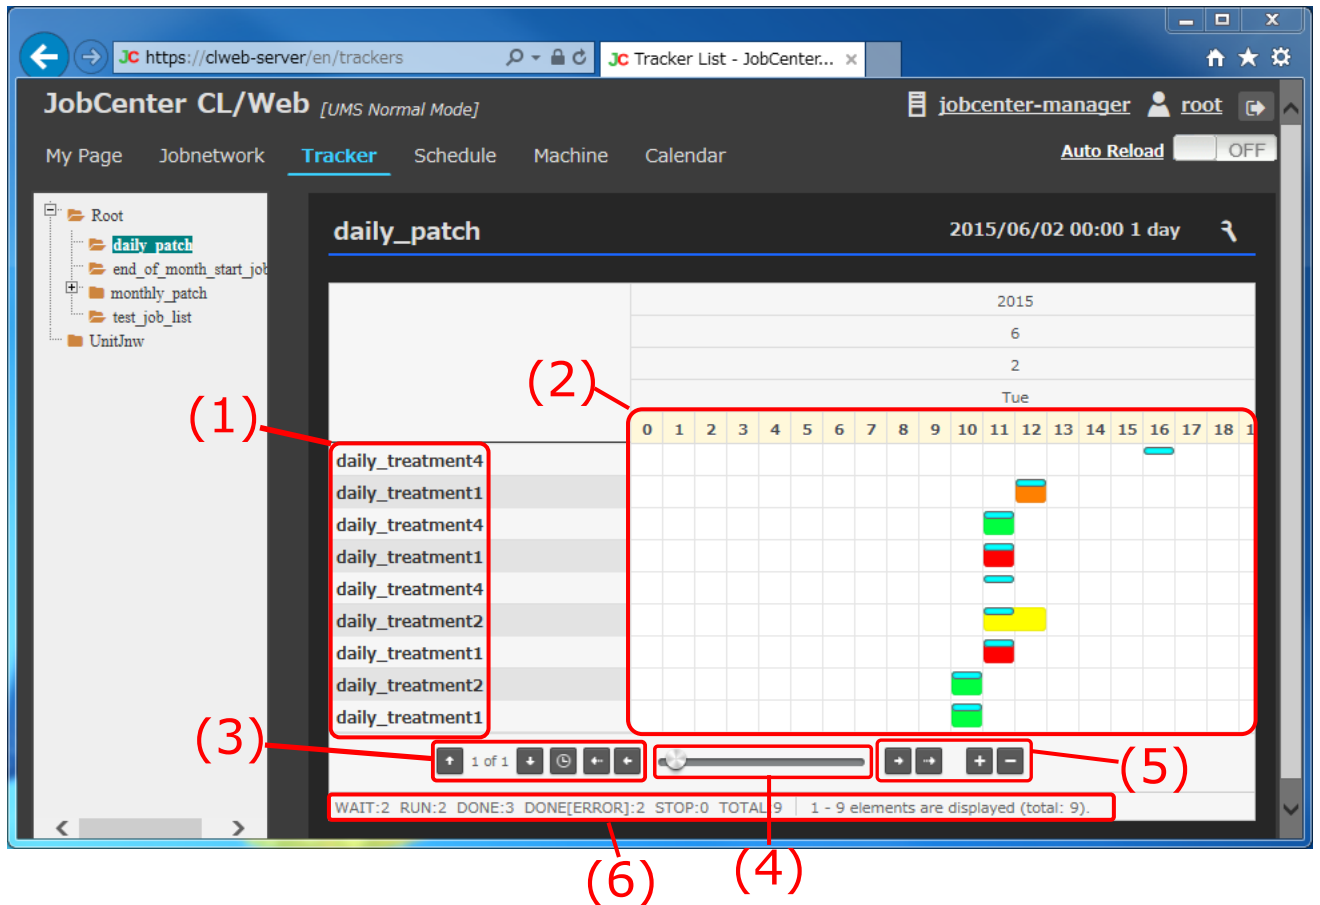 JC https://clweb-server/en/trackers
JC Tracker List - JobCenter... ×
JobCenter CL/Web [UMS Normal Mode]
jobcenter-manager root
My Page Jobnetwork Tracker Schedule Machine Calendar
Auto Reload OFF
Root
daily_patch
end_of_month_start_job
monthly_patch
test_job_list
UnitJnw
daily_patch 2015/06/02 00:00 1 day
2015
6
2
Tue
0 1 2 3 4 5 6 7 8 9 10 11 12 13 14 15 16 17 18 1
(1)
(2)
daily_treatment4
daily_treatment1
daily_treatment4
daily_treatment1
daily_treatment4
daily_treatment2
daily_treatment1
daily_treatment2
daily_treatment1
(3)
1 of 1
(5)
WAIT:2 RUN:2 DONE:3 DONE[ERROR]:2 STOP:0 TOTAL:9 1 - 9 elements are displayed (total: 9).
(6)
(4)